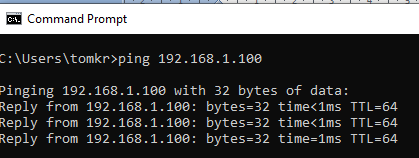 Command Prompt
C:\Users\tomkr>ping 192.168.1.100
Pinging 192.168.1.100 with 32 bytes of data:
Reply from 192.168.1.100: bytes=32 time<1ms TTL=64
Reply from 192.168.1.100: bytes=32 time<1ms TTL=64
Reply from 192.168.1.100: bytes=32 time=1ms TTL=64